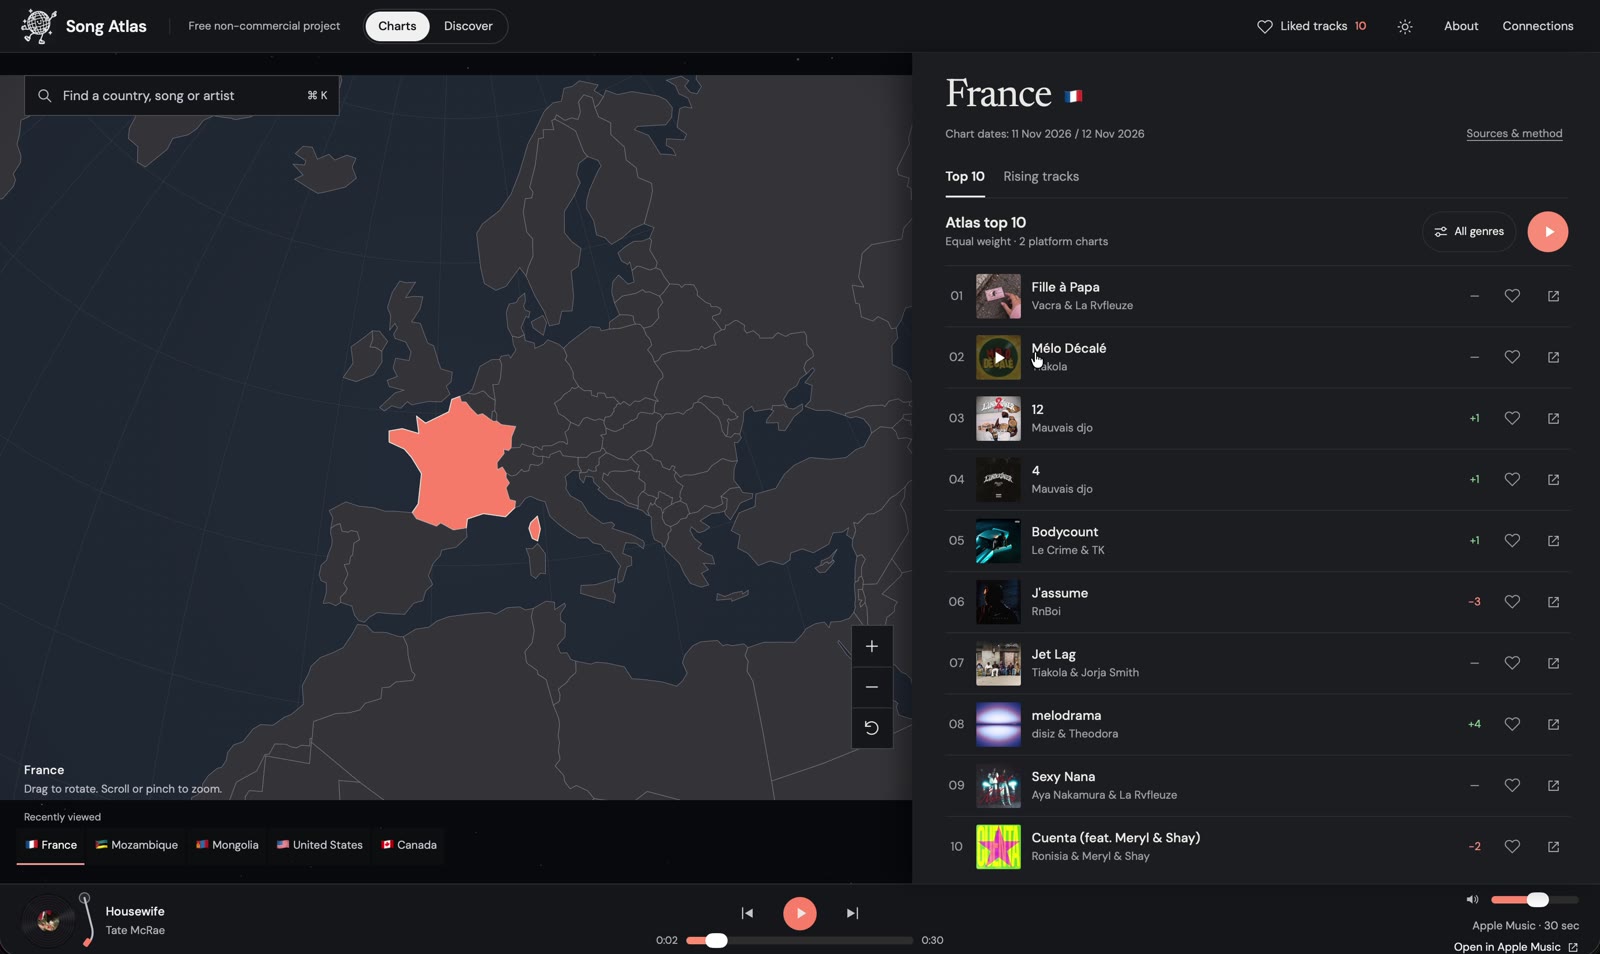 Song Atlas
Free non-commercial project
Charts
Discover
Liked tracks 10
About
Connections
Find a country, song or artist
⌘ K
France
Chart dates: 11 Nov 2026 / 12 Nov 2026
Sources & method
Top 10
Rising tracks
Atlas top 10
Equal weight · 2 platform charts
All genres
01
Fille à Papa
Vacra & La Rvfleuze
–
02
Mélo Décalé
–
03
12
Mauvais djo
+1
04
4
Mauvais djo
+1
05
Bodycount
Le Crime & TK
+1
06
J'assume
RnBoi
-3
07
Jet Lag
Tiakola & Jorja Smith
–
08
melodrama
disiz & Theodora
+4
09
Sexy Nana
Aya Nakamura & La Rvfleuze
–
10
Cuenta (feat. Meryl & Shay)
Ronisia & Meryl & Shay
-2
France
Drag to rotate. Scroll or pinch to zoom.
Recently viewed
France
Mozambique
Mongolia
United States
Canada
Housewife
Tate McRae
0:02
0:30
Apple Music · 30 sec
Open in Apple Music